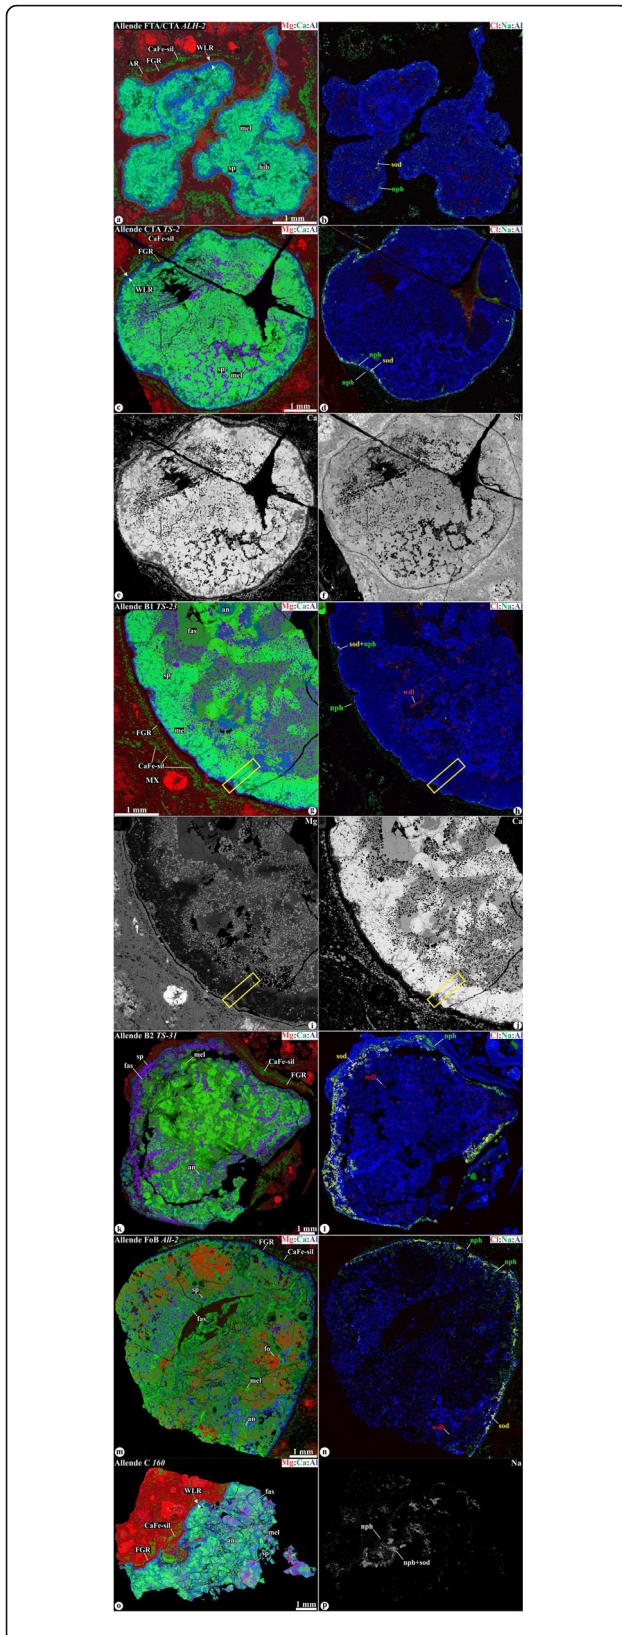 Allende FTA/CTA ALH-2
Mg:Ca:Al
CaFe-sil
WLR
AR
FGR
mel
sp
hib
a
1 mm
Cl:Na:Al
sod
nph
b
Allende CTA TS-2
Mg:Ca:Al
CaFe-sil
FGR
WLR
sp
mel
c
1 mm
Cl:Na:Al
nph
sod
nph
d
Ca
e
Si
f
Allende B1 TS-23
Mg:Ca:Al
an
fas
sp
mel
FGR
CaFe-sil
MX
1 mm
g
Cl:Na:Al
sod+nph
wdl
nph
h
Mg
i
Ca
j
Allende B2 TS-31
Mg:Ca:Al
sp
mel
fas
CaFe-sil
FGR
an
k
1 mm
Cl:Na:Al
nph
sod
wdl
l
Allende FoB All-2
Mg:Ca:Al
FGR
CaFe-sil
sp
fas
fo
mel
an
m
1 mm
Cl:Na:Al
nph
nph
wdl
sod
n
Allende C 160
Mg:Ca:Al
WLR
fas
CaFe-sil
an
mel
FGR
sp
o
1 mm
Na
nph
nph+sod
p